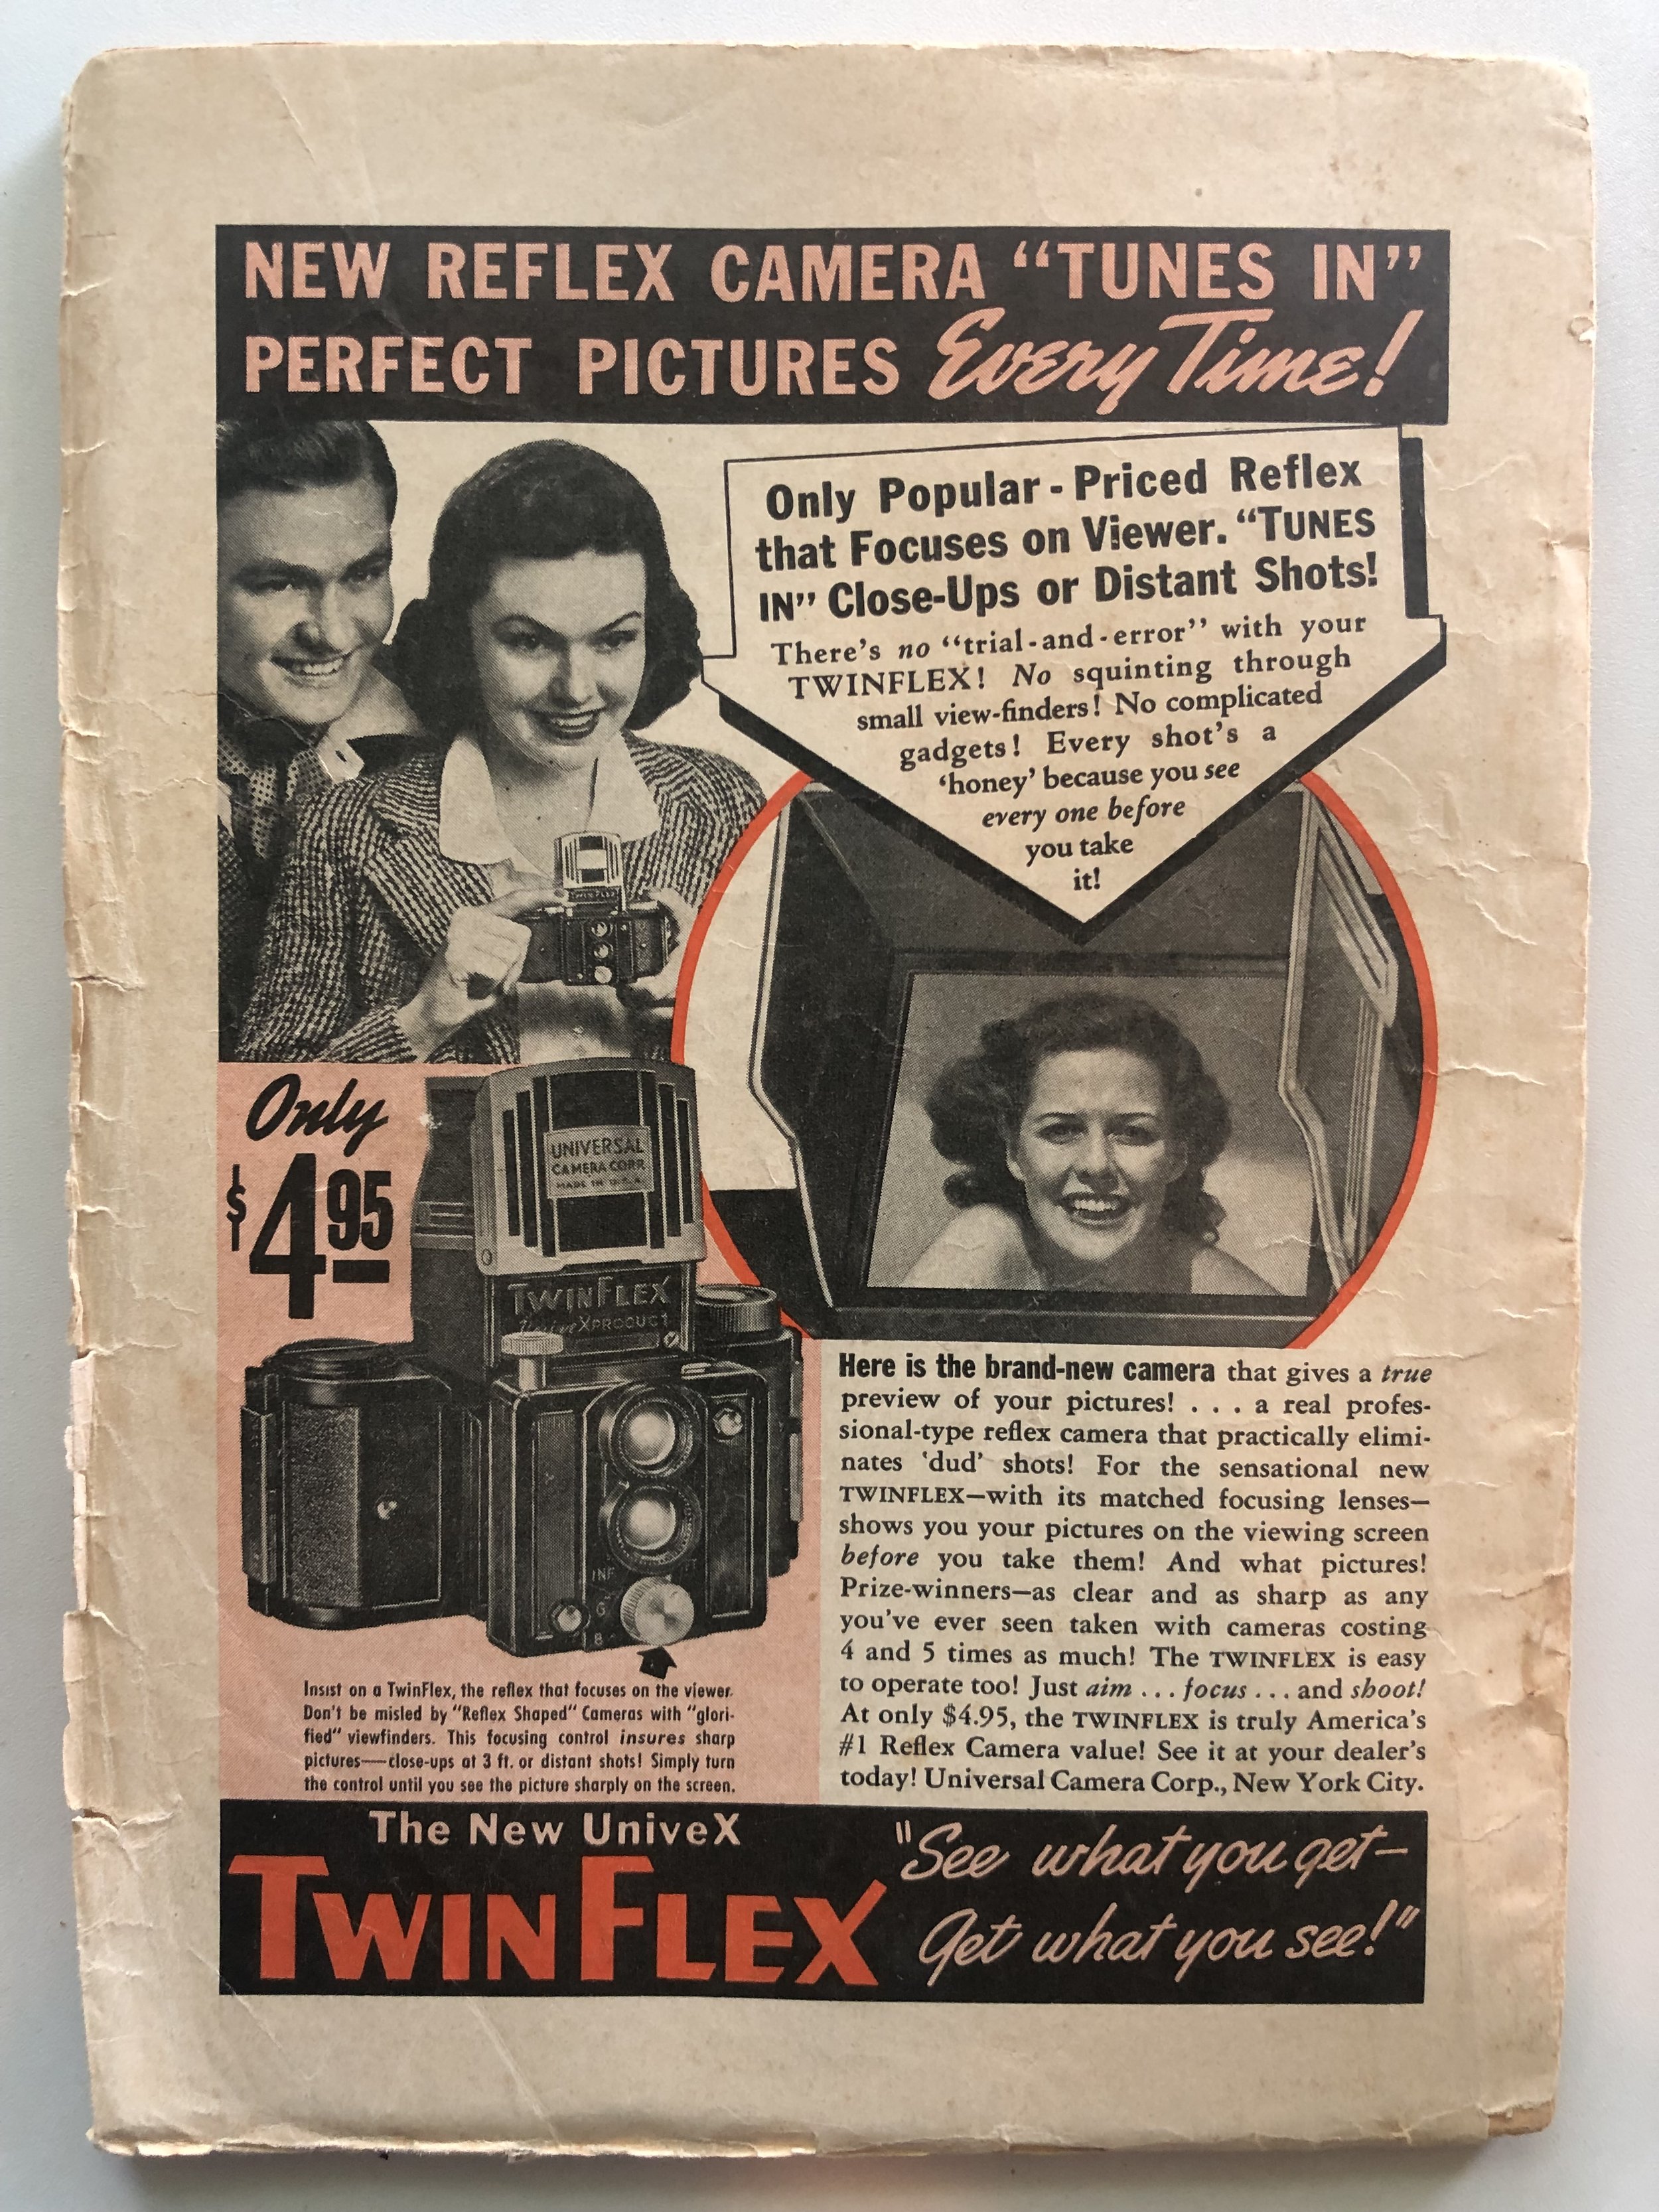 NEW REFLEX CAMERA “TUNES IN”
PERFECT PICTURES Every Time!
Only Popular-Priced Reflex
that Focuses on Viewer. “TUNES
IN” Close-Ups or Distant Shots!
There's no “trial-and-error” with your
TWINFLEX! No squinting through
small view-finders! No complicated
gadgets! Every shot's a
‘honey’ because you see
every one before
you take
it!
TWINFLEX
Only
$4.95
UNIVERSAL
CAMERA CORP.
MADE IN U.S.A.
TWINFLEX
UniveX PRODUCT
INF
6
8
FT
Insist on a TwinFlex, the reflex that focuses on the viewer.
Don't be misled by “Reflex Shaped” Cameras with “glori-
fied” viewfinders. This focusing control insures sharp
pictures—close-ups at 3 ft. or distant shots! Simply turn
the control until you see the picture sharply on the screen.
Here is the brand-new camera that gives a true
preview of your pictures! . . . a real profes-
sional-type reflex camera that practically elimi-
nates ‘dud’ shots! For the sensational new
TWINFLEX—with its matched focusing lenses—
shows you your pictures on the viewing screen
before you take them! And what pictures!
Prize-winners—as clear and as sharp as any
you've ever seen taken with cameras costing
4 and 5 times as much! The TWINFLEX is easy
to operate too! Just aim . . . focus . . . and shoot!
At only $4.95, the TWINFLEX is truly America's
#1 Reflex Camera value! See it at your dealer's
today! Universal Camera Corp., New York City.
The New UniveX
TWINFLEX
"See what you get—
Get what you see!"